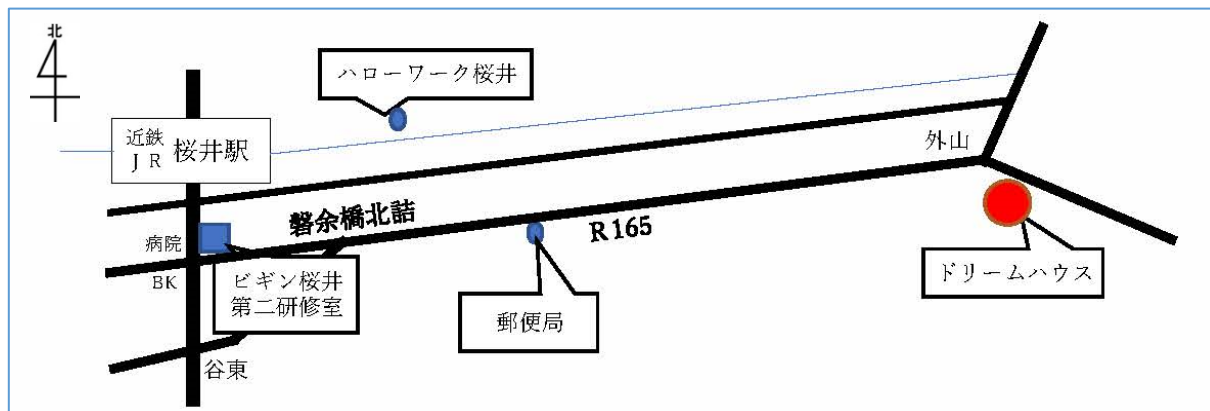 北
ハローワーク桜井
近鉄
JR
桜井駅
外山
磐余橋北詰
R165
病院
BK
ビギン桜井
第二研修室
郵便局
ドリームハウス
谷東